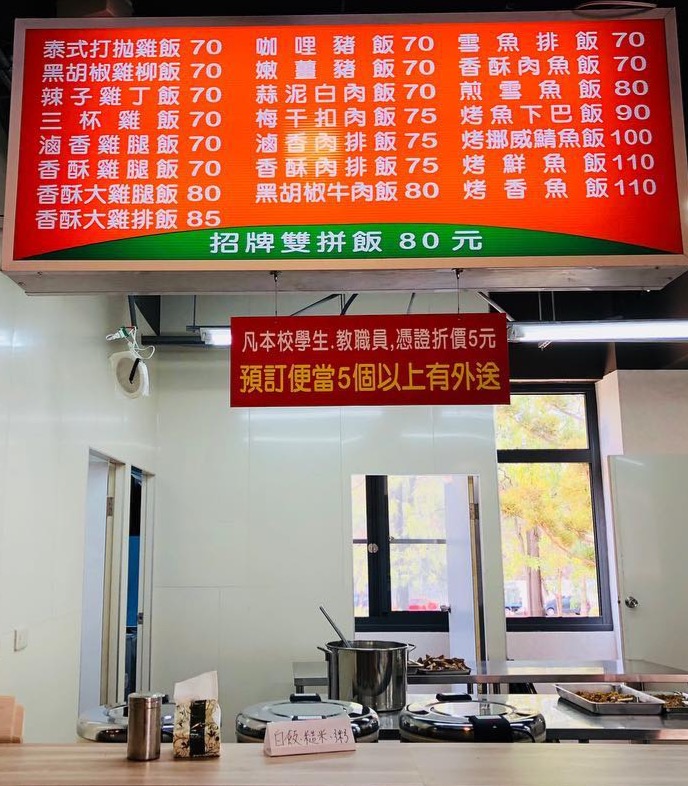 泰式打拋雞飯 70
黑胡椒雞柳飯 70
辣子雞丁飯 70
三杯雞飯 70
滷香雞腿飯 70
香酥雞腿飯 70
香酥大雞腿飯 80
香酥大雞排飯 85
咖哩豬飯 70
嫩薑豬飯 70
蒜泥白肉飯 75
梅干扣肉飯 75
滷香肉排飯 75
香酥肉排飯 75
黑胡椒牛肉飯 80
雪魚排飯 70
香酥肉魚飯 70
煎雪魚飯 80
烤魚下巴飯 90
烤挪威鯖魚飯 100
烤鮮魚飯 110
烤香魚飯 110
招牌雙拼飯 80 元
凡本校學生.教職員,憑證折價5元
預訂便當5個以上有外送
白飯、糙米、粥